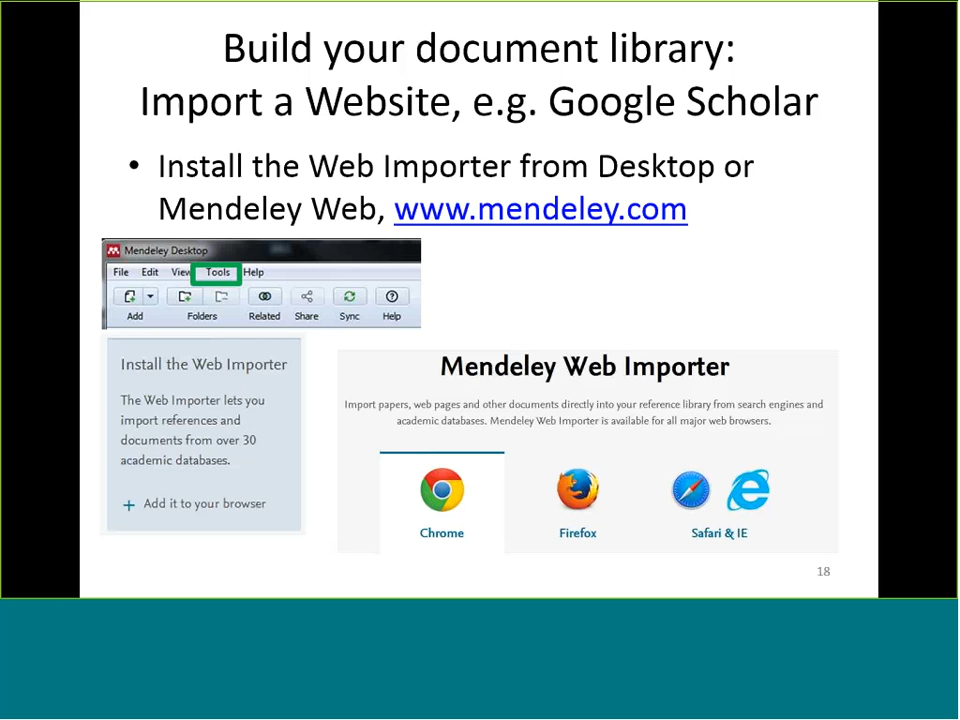 Build your document library:
Import a Website, e.g. Google Scholar
• Install the Web Importer from Desktop or
Mendeley Web, www.mendeley.com
Mendeley Desktop
File Edit View Tools Help
Add Folders Related Share Sync Help
Install the Web Importer
The Web Importer lets you
import references and
documents from over 30
academic databases.
+ Add it to your browser
Mendeley Web Importer
Import papers, web pages and other documents directly into your reference library from search engines and
academic databases. Mendeley Web Importer is available for all major web browsers.
Chrome Firefox Safari & IE
18